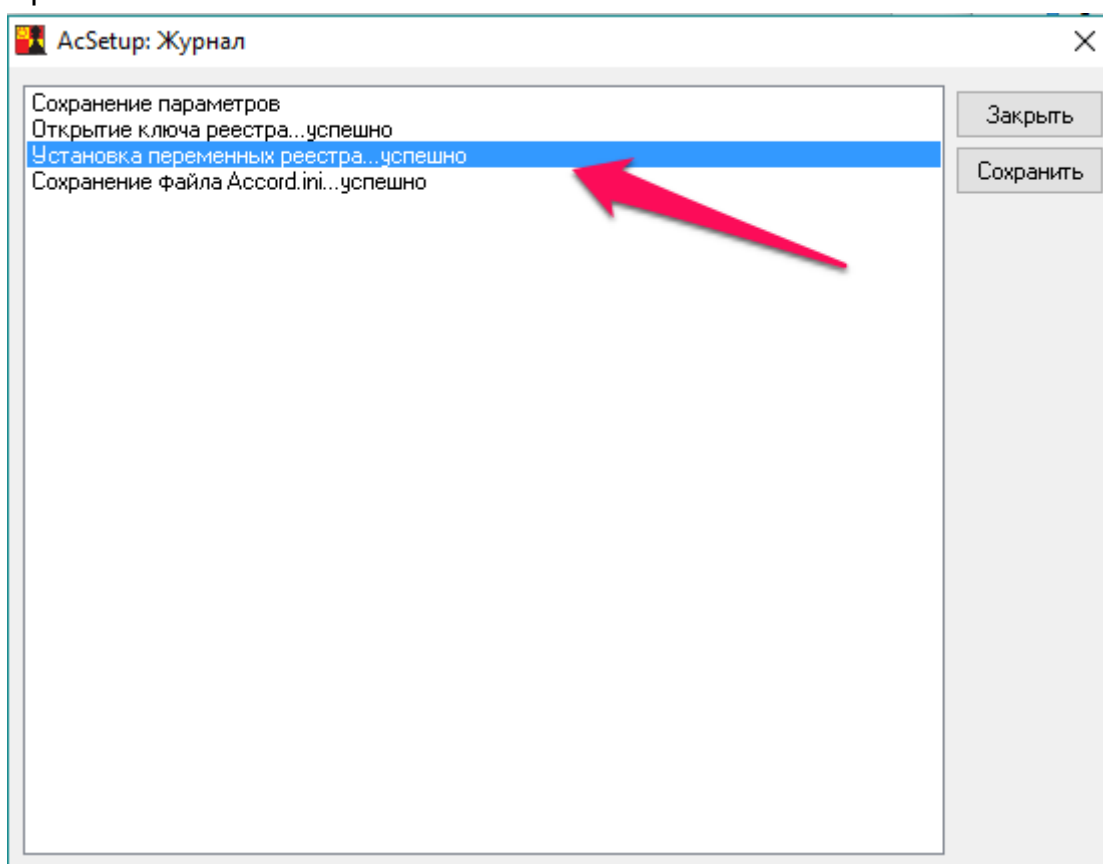 AcSetup: Журнал
Сохранение параметров
Открытие ключа реестра...успешно
Установка переменных реестра...успешно
Сохранение файла Accord.ini...успешно
Закрыть
Сохранить